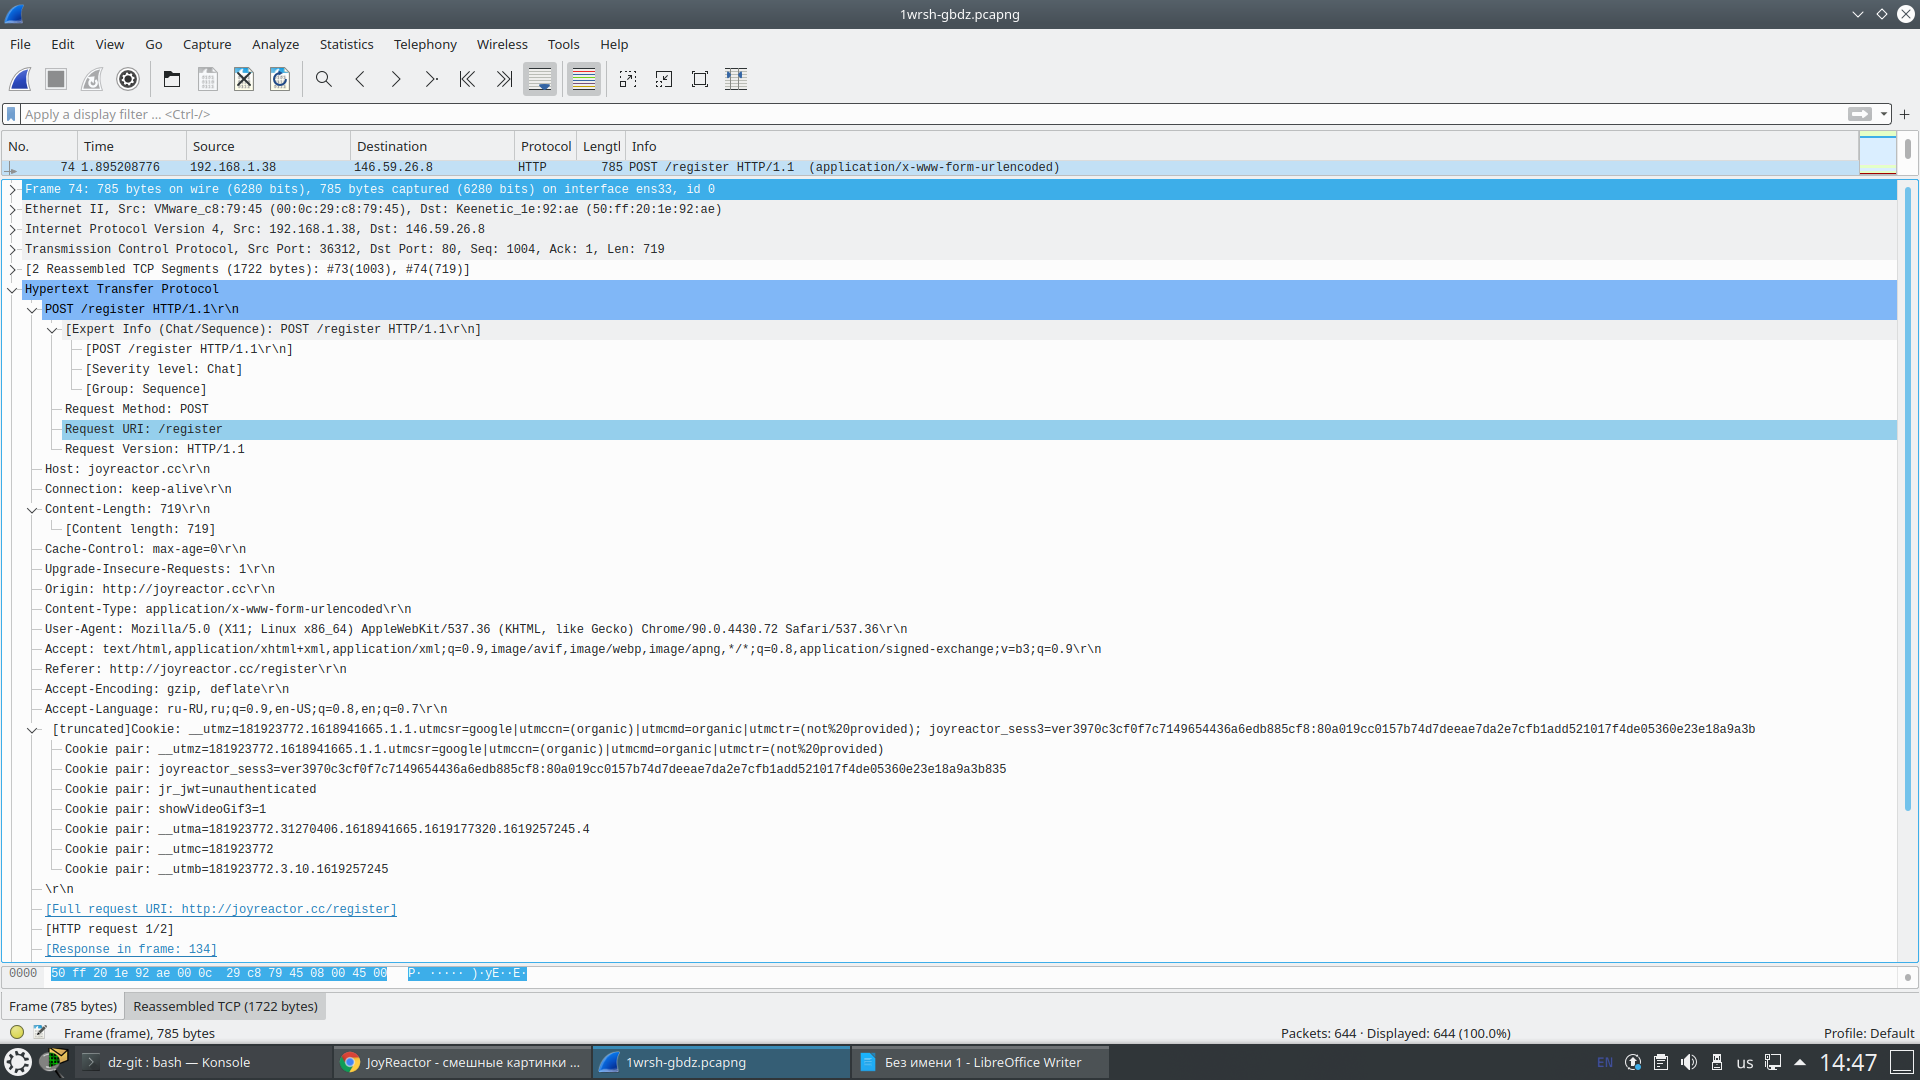 1wrsh-gbdz.pcapng
File Edit View Go Capture Analyze Statistics Telephony Wireless Tools Help
Apply a display filter ... <Ctrl-/>
No. Time Source Destination Protocol Lengtl Info
74 1.895208776 192.168.1.38 146.59.26.8 HTTP 785 POST /register HTTP/1.1 (application/x-www-form-urlencoded)
Frame 74: 785 bytes on wire (6280 bits), 785 bytes captured (6280 bits) on interface ens33, id 0
Ethernet II, Src: VMware_c8:79:45 (00:0c:29:c8:79:45), Dst: Keenetic_1e:92:ae (50:ff:20:1e:92:ae)
Internet Protocol Version 4, Src: 192.168.1.38, Dst: 146.59.26.8
Transmission Control Protocol, Src Port: 36312, Dst Port: 80, Seq: 1004, Ack: 1, Len: 719
[2 Reassembled TCP Segments (1722 bytes): #73(1003), #74(719)]
Hypertext Transfer Protocol
POST /register HTTP/1.1\r\n
[Expert Info (Chat/Sequence): POST /register HTTP/1.1\r\n]
[POST /register HTTP/1.1\r\n]
[Severity level: Chat]
[Group: Sequence]
Request Method: POST
Request URI: /register
Request Version: HTTP/1.1
Host: joyreactor.cc\r\n
Connection: keep-alive\r\n
Content-Length: 719\r\n
[Content length: 719]
Cache-Control: max-age=0\r\n
Upgrade-Insecure-Requests: 1\r\n
Origin: http://joyreactor.cc\r\n
Content-Type: application/x-www-form-urlencoded\r\n
User-Agent: Mozilla/5.0 (X11; Linux x86_64) AppleWebKit/537.36 (KHTML, like Gecko) Chrome/90.0.4430.72 Safari/537.36\r\n
Accept: text/html,application/xhtml+xml,application/xml;q=0.9,image/avif,image/webp,image/apng,*/*;q=0.8,application/signed-exchange;v=b3;q=0.9\r\n
Referer: http://joyreactor.cc/register\r\n
Accept-Encoding: gzip, deflate\r\n
Accept-Language: ru-RU,ru;q=0.9,en-US;q=0.8,en;q=0.7\r\n
[truncated]Cookie: __utmz=181923772.1618941665.1.1.utmcsr=google|utmccn=(organic)|utmcmd=organic|utmctr=(not%20provided); joyreactor_sess3=ver3970c3cf0f7c7149654436a6edb885cf8:80a019cc0157b74d7deeae7da2e7cfb1add521017f4de05360e23e18a9a3b
Cookie pair: __utmz=181923772.1618941665.1.1.utmcsr=google|utmccn=(organic)|utmcmd=organic|utmctr=(not%20provided)
Cookie pair: joyreactor_sess3=ver3970c3cf0f7c7149654436a6edb885cf8:80a019cc0157b74d7deeae7da2e7cfb1add521017f4de05360e23e18a9a3b835
Cookie pair: jr_jwt=unauthenticated
Cookie pair: showVideoGif3=1
Cookie pair: __utma=181923772.31270406.1618941665.1619177320.1619257245.4
Cookie pair: __utmc=181923772
Cookie pair: __utmb=181923772.3.10.1619257245
\r\n
[Full request URI: http://joyreactor.cc/register]
[HTTP request 1/2]
[Response in frame: 134]
0000 50 ff 20 1e 92 ae 00 0c 29 c8 79 45 08 00 45 00 P· ····· )·yE··E·
Frame (785 bytes) Reassembled TCP (1722 bytes)
Frame (frame), 785 bytes Packets: 644 · Displayed: 644 (100.0%) Profile: Default
dz-git : bash — Konsole JoyReactor - смешные картинки ... 1wrsh-gbdz.pcapng Без имени 1 - LibreOffice Writer EN us 14:47